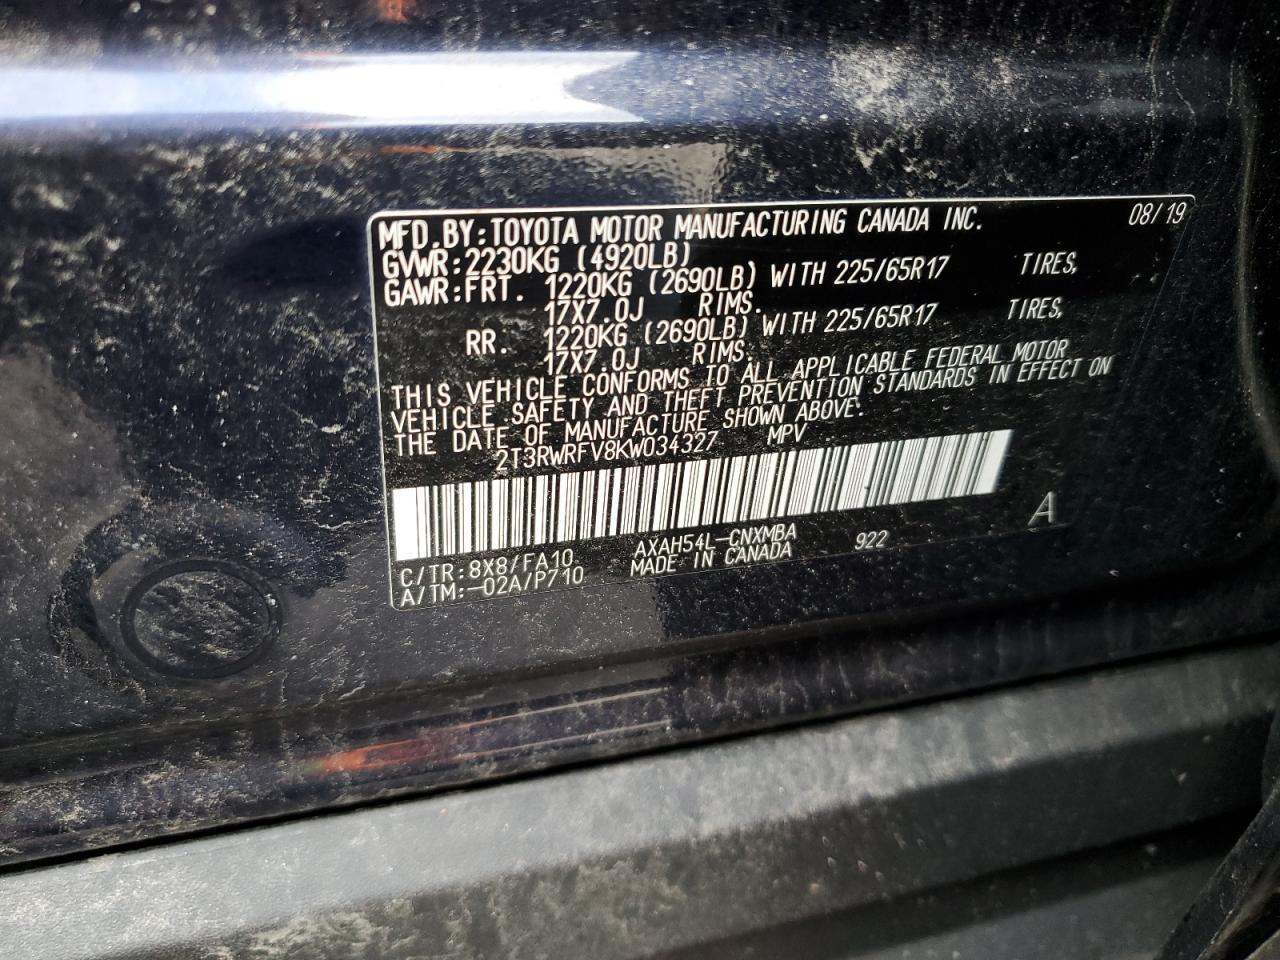 MFD.BY:TOYOTA MOTOR MANUFACTURING CANADA INC. 08/19
GVWR:2230KG (4920LB)
GAWR:FRT. 1220KG (2690LB) WITH 225/65R17 TIRES,
17X7.0J RIMS.
RR. 1220KG (2690LB) WITH 225/65R17 TIRES,
17X7.0J RIMS.
THIS VEHICLE CONFORMS TO ALL APPLICABLE FEDERAL MOTOR
VEHICLE SAFETY AND THEFT PREVENTION STANDARDS IN EFFECT ON
THE DATE OF MANUFACTURE SHOWN ABOVE.
2T3RWRFV8KW034327 MPV
A
C/TR:8X8/FA10 AXAH54L-CNXMBA 922
A/TM:-02A/P710 MADE IN CANADA